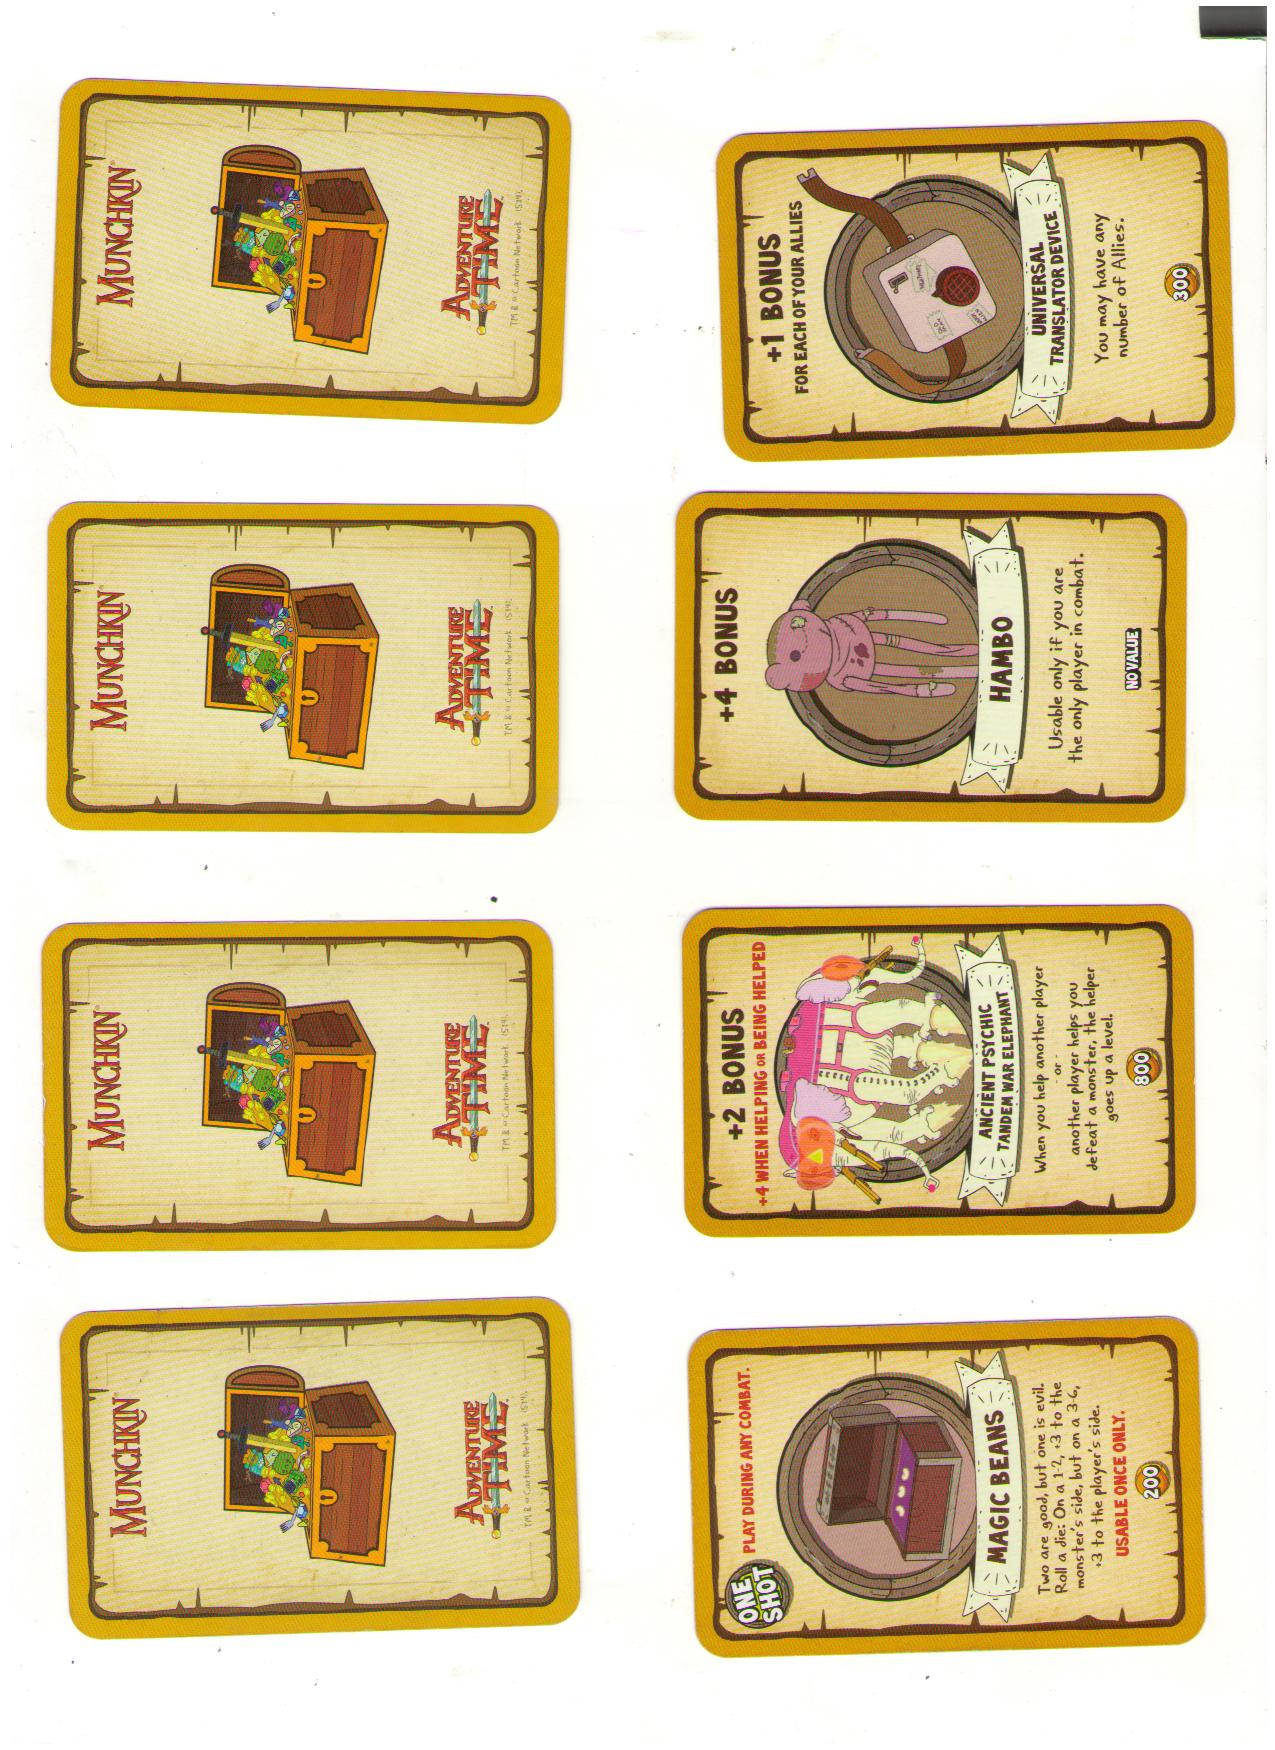 MUNCHKIN®
ADVENTURE
TIME™
TM & © Cartoon Network. (S14).
MUNCHKIN®
ADVENTURE
TIME™
TM & © Cartoon Network. (S14).
MUNCHKIN®
ADVENTURE
TIME™
TM & © Cartoon Network. (S14).
MUNCHKIN®
ADVENTURE
TIME™
TM & © Cartoon Network. (S14).
ONE
SHOT
PLAY DURING ANY COMBAT.
MAGIC BEANS
Two are good, but one is evil.
Roll a die: On a 1-2, +3 to the
monster's side, but on a 3-6,
+3 to the player's side.
USABLE ONCE ONLY.
200
+2 BONUS
+4 WHEN HELPING OR BEING HELPED
ANCIENT PSYCHIC
TANDEM WAR ELEPHANT
When you help another player
- or -
another player helps you
defeat a monster, the helper
goes up a level.
800
+4 BONUS
HAMBO
Usable only if you are
the only player in combat.
NO VALUE
+1 BONUS
FOR EACH OF YOUR ALLIES
UNIVERSAL
TRANSLATOR DEVICE
You may have any
number of Allies.
300